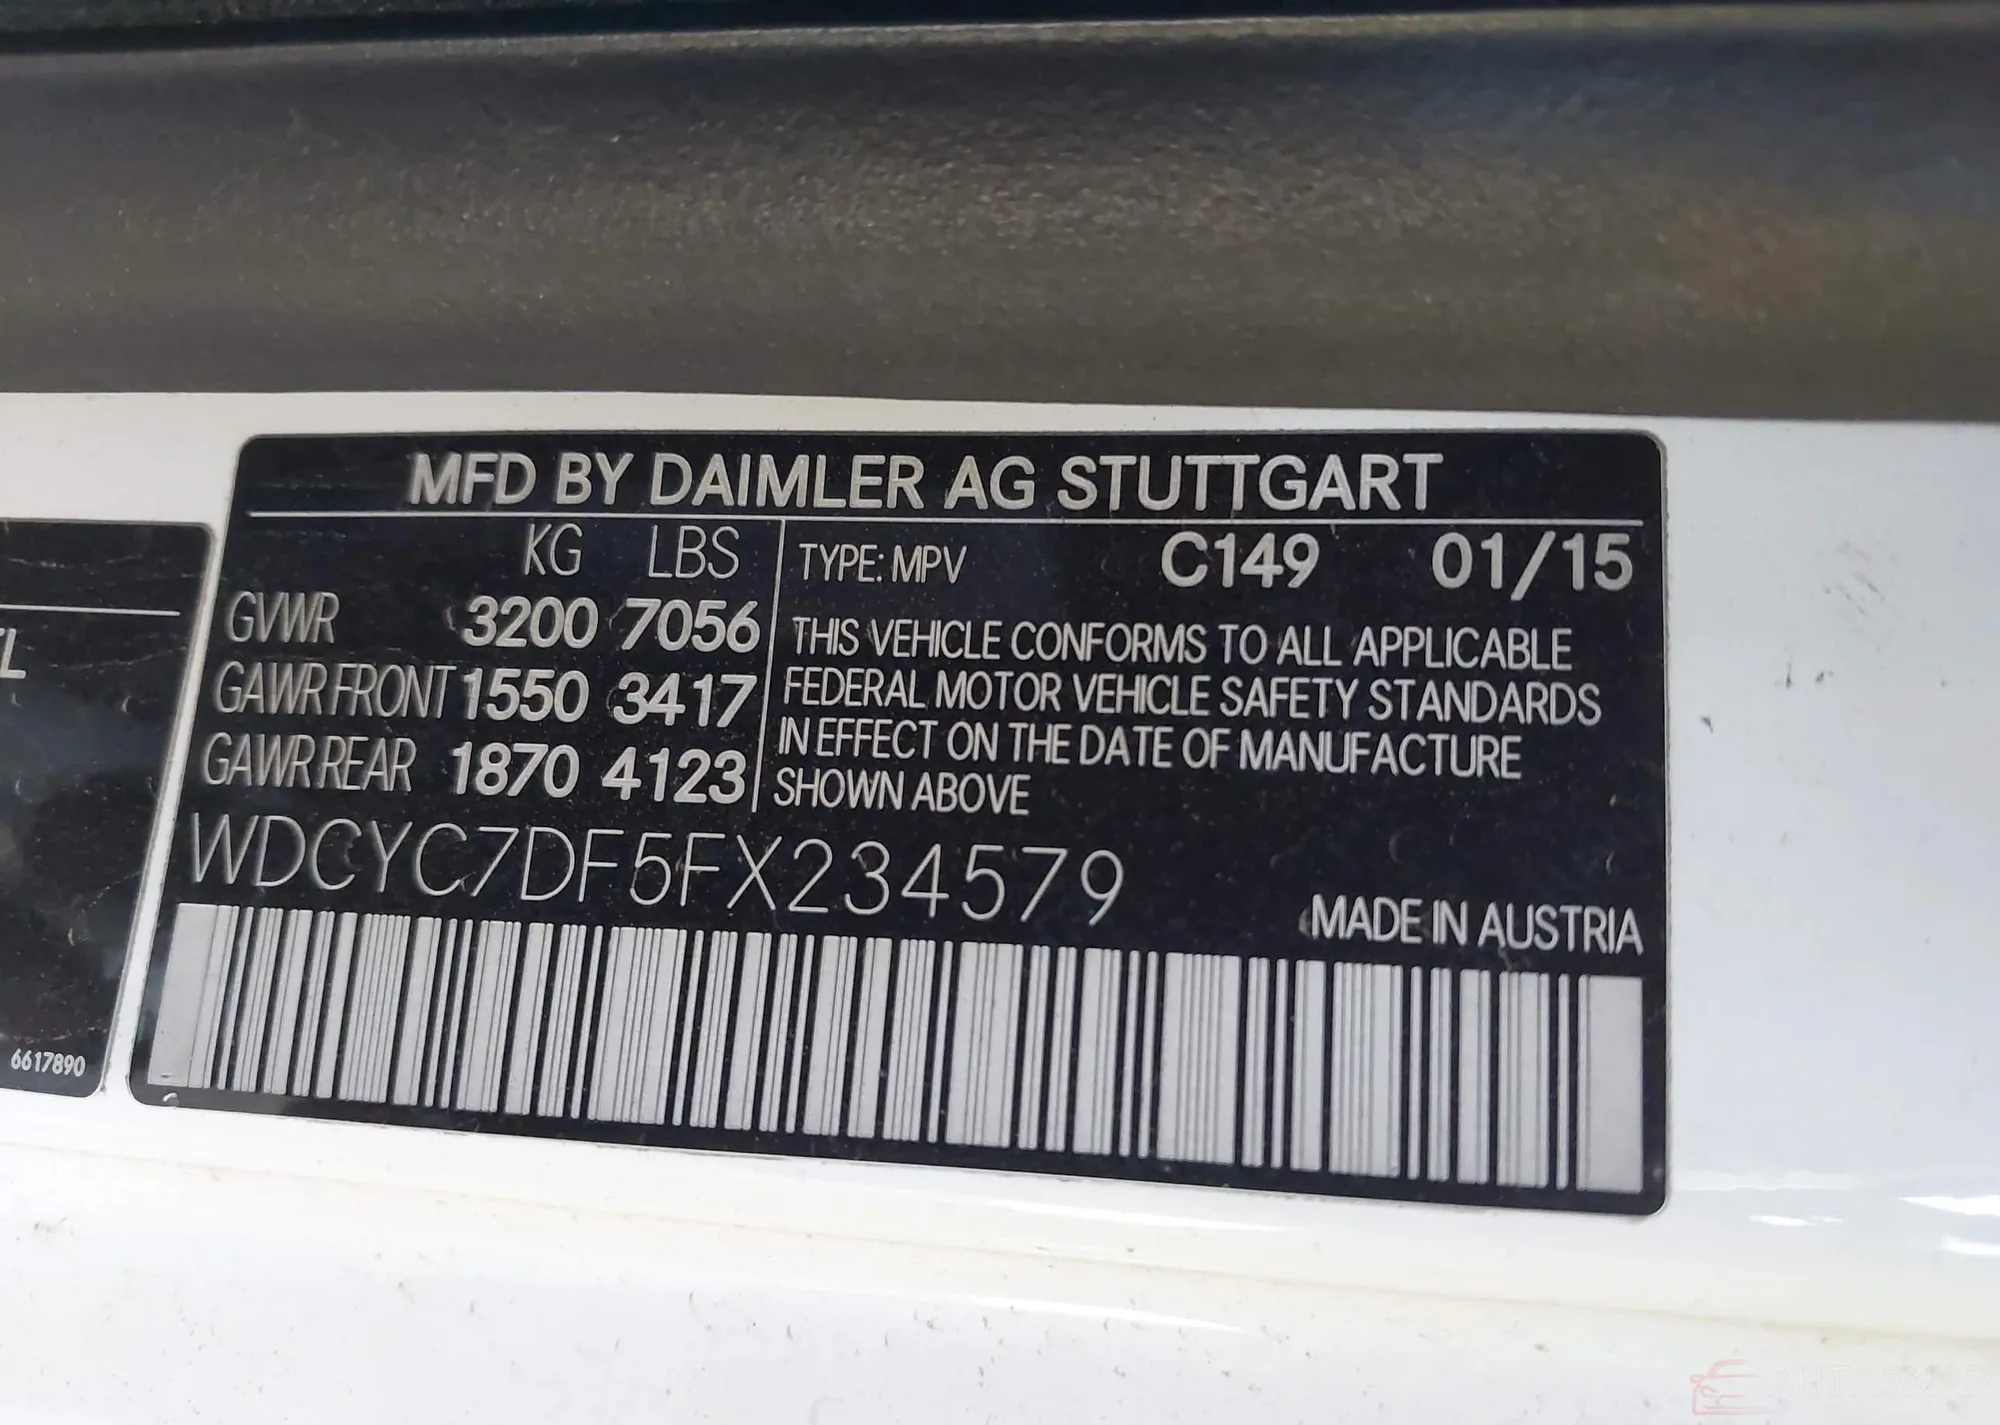 MFD BY DAIMLER AG STUTTGART
KG LBS
GVWR 3200 7056
GAWR FRONT 1550 3417
GAWR REAR 1870 4123
TYPE: MPV C149 01/15
THIS VEHICLE CONFORMS TO ALL APPLICABLE
FEDERAL MOTOR VEHICLE SAFETY STANDARDS
IN EFFECT ON THE DATE OF MANUFACTURE
SHOWN ABOVE
WDCYC7DF5FX234579
MADE IN AUSTRIA
6617890